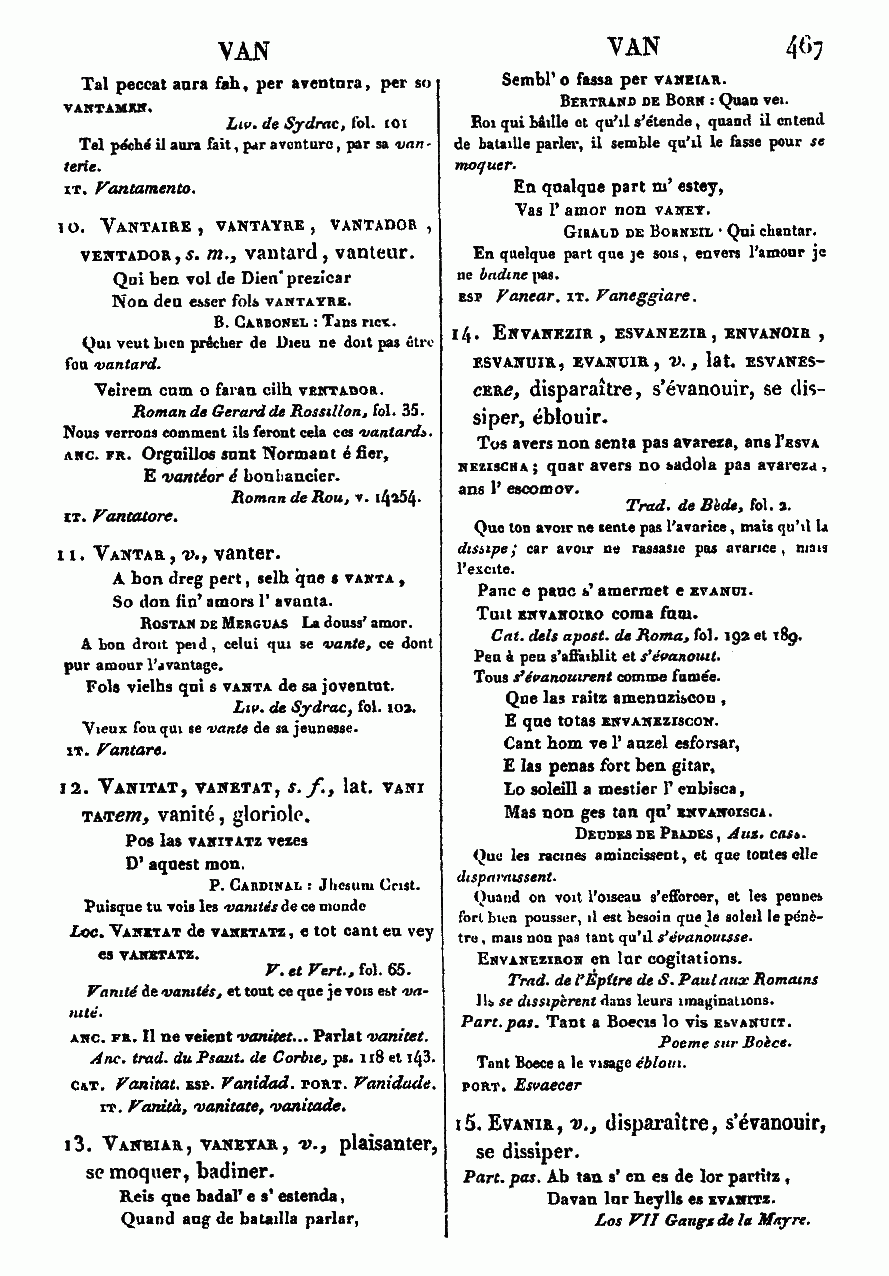 VAN
Tal peccat aura fah, per aventura, per so
VANTAMEN.
Liv. de Sydrac, fol. 101
Tel péché il aura fait, par aventure, par sa van-
terie.
IT. Vantamento.
10. VANTAIRE, VANTAYRE, VANTADOR,
VENTADOR, s. m., vantard, vanteur.
Qui ben vol de Dieu prezicar
Non deu esser fols VANTAYRE.
B. CARBONEL : Tans ricx.
Qui veut bien prêcher de Dieu ne doit pas être
fou vantard.
Veirem cum o faran cilh VENTADOR.
Roman de Gerard de Rossillon, fol. 35.
Nous verrons comment ils feront cela ces vantards.
ANC. FR. Orguillos sunt Normant é fier,
E vantéor é bonhancier.
Roman de Rou, v. 14254.
IT. Vantatore.
11. VANTAR, v., vanter.
A bon dreg pert, selh que s VANTA,
So don fin' amors l' avanta.
ROSTAN DE MERGUAS La douss' amor.
A bon droit perd, celui qui se vante, ce dont
pur amour l'avantage.
Fols vielhs qui s VANTA de sa joventut.
Liv. de Sydrac, fol. 102.
Vieux fou qui se vante de sa jeunesse.
IT. Vantare.
12. VANITAT, VANETAT, s. f., lat. VANI
TATem, vanité, gloriole.
Pos las VANITATZ vezes
D' aquest mon.
P. CARDINAL : Jhesum Crist.
Puisque tu vois les vanités de ce monde
Loc. VANETAT de VANETATZ, e tot cant eu vey
es VANETATZ.
V. et Vert., fol. 65.
Vanité de vanités, et tout ce que je vois est va-
nité.
ANC. FR. Il ne veient vanitet... Parlat vanitet.
Anc. trad. du Psaut. de Corbie, ps. 118 et 143.
CAT. Vanitat. ESP. Vanidad. PORT. Vanidade.
IT. Vanità, vanitate, vanitade.
13. VANEIAR, VANEYAR, v., plaisanter,
se moquer, badiner.
Reis que badal' e s' estenda,
Quand aug de batailla parlar,
VAN 467
Sembl' o fassa per VANEIAR.
BERTRAND DE BORN : Quan vei.
Roi qui bâille et qu'il s'étende, quand il entend
de bataille parler, il semble qu'il le fasse pour se
moquer.
En qualque part m' estey,
Vas l' amor non VANEY.
GIRALD DE BORNEIL · Qui chantar.
En quelque part que je sois, envers l'amour je
ne badine pas.
ESP Vanear. IT. Vaneggiare.
14. ENVANEZIR, ESVANEZIR, ENVANOIR,
ESVANUIR, EVANUIR, v., lat. ESVANES-
CERe, disparaître, s'évanouir, se dis-
siper, éblouir.
Tos avers non senta pas avareza, ans l'ESVA
NEZISCHA; quar avers no sadola pas avareza,
ans l' escomov.
Trad. de Bède, fol. 2.
Que ton avoir ne sente pas l'avarice, mais qu'il la
dissipe; car avoir ne rassasie pas avarice, mais
l'excite.
Panc e pauc s' amermet e EVANUI.
Tuit ENVANOIRO coma fum.
Cat. dels apost. de Roma, fol. 192 et 189.
Peu à peu s'affaiblit et s'évanouit.
Tous s'évanouirent comme fumée.
Que las raitz amenuziscon,
E que totas ENVANEZISCON.
Cant hom ve l' auzel esforsar,
E las penas fort ben gitar,
Lo soleill a mestier l' enbisca,
Mas non ges tan qu' ENVANOISCA.
DEUDES DE PRADES, Auz. cass.
Que les racines amincissent, et que toutes elle
disparaissent.
Quand on voit l'oiseau s'efforcer, et les pennes
fort bien pousser, il est besoin que le soleil le pénè-
tre, mais non pas tant qu'il s'évanouisse.
ENVANEZIRON en lur cogitations.
Trad. de l'Épître de S. Paul aux Romains
Ils se dissipèrent dans leurs imaginations.
Part. pas. Tant a Boecis lo vis ESVANUIT.
Poeme sur Boèce.
Tant Boece a le visage ébloui.
PORT. Esvaecer
15. EVANIR, v., disparaître, s'évanouir,
se dissiper.
Part. pas. Ab tan s' en es de lor partitz,
Davan lur heylls es EVANITZ.
Los VII Gaugs de la Mayre.